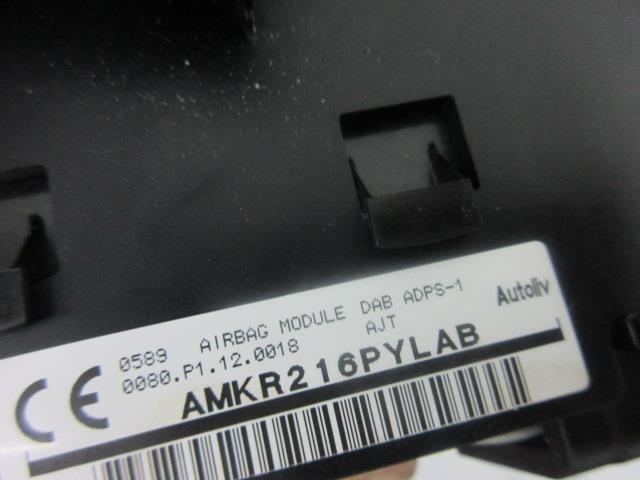 CE 0589 AIRBAG MODULE DAB ADPS-1 Autoliv
0080.P1.12.0018 AJT
AMKR216PYLAB